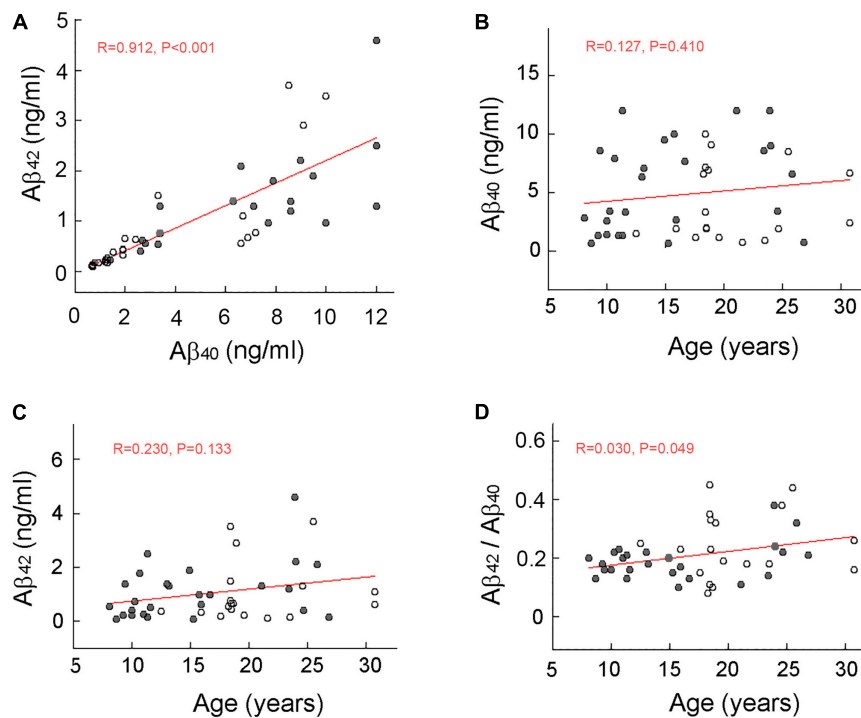 A
R=0.912, P<0.001
5
4
3
2
1
0
Aβ42 (ng/ml)
0 2 4 6 8 10 12
Aβ40 (ng/ml)
B
R=0.127, P=0.410
15
10
5
0
Aβ40 (ng/ml)
5 10 15 20 25 30
Age (years)
C
R=0.230, P=0.133
6
4
2
0
Aβ42 (ng/ml)
5 10 15 20 25 30
Age (years)
D
R=0.030, P=0.049
0.6
0.4
0.2
0
Aβ42 / Aβ40
5 10 15 20 25 30
Age (years)